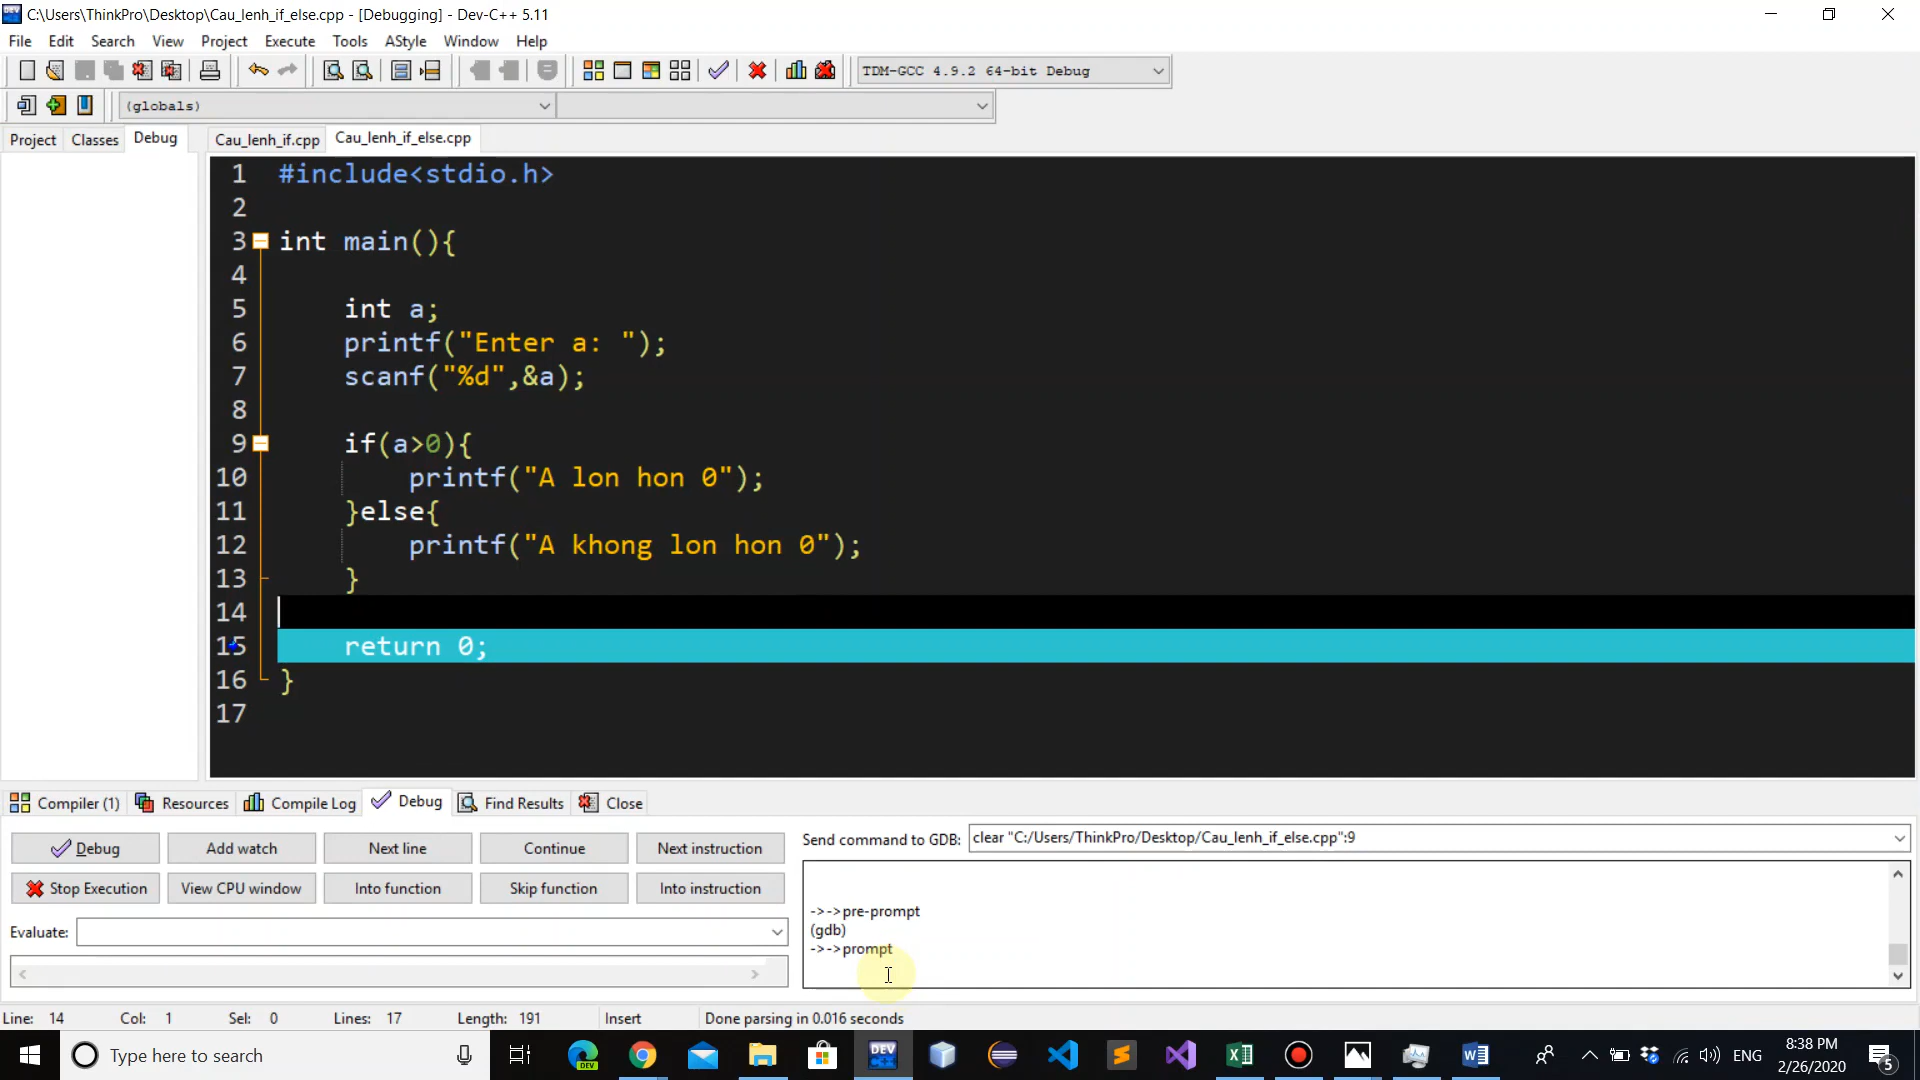 C:\Users\ThinkPro\Desktop\Cau_lenh_if_else.cpp - [Debugging] - Dev-C++ 5.11
File Edit Search View Project Execute Tools AStyle Window Help
TDM-GCC 4.9.2 64-bit Debug
(globals)
Project Classes Debug Cau_lenh_if.cpp Cau_lenh_if_else.cpp
1 #include<stdio.h>
2
3 int main(){
4
5 int a;
6 printf("Enter a: ");
7 scanf("%d",&a);
8
9 if(a>0){
10 printf("A lon hon 0");
11 }else{
12 printf("A khong lon hon 0");
13 }
14
15 return 0;
16 }
17
Compiler (1) Resources Compile Log Debug Find Results Close
Debug Add watch Next line Continue Next instruction
Send command to GDB: clear "C:/Users/ThinkPro/Desktop/Cau_lenh_if_else.cpp":9
Stop Execution View CPU window Into function Skip function Into instruction
Evaluate:
->->pre-prompt
(gdb)
->->prompt
Line: 14 Col: 1 Sel: 0 Lines: 17 Length: 191 Insert Done parsing in 0.016 seconds
Type here to search
DEV
DEV
ENG
8:38 PM
2/26/2020
5